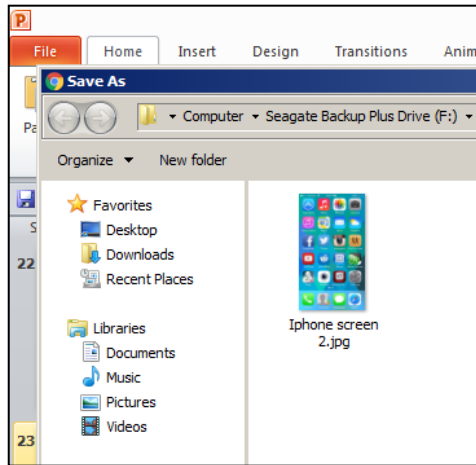 P
File Home Insert Design Transitions Anim
Save As
Pa
Computer Seagate Backup Plus Drive (F:)
Organize New folder
S
Favorites
Desktop
Downloads
22
Recent Places
Iphone screen
2.jpg
Libraries
Documents
Music
Pictures
Videos
23